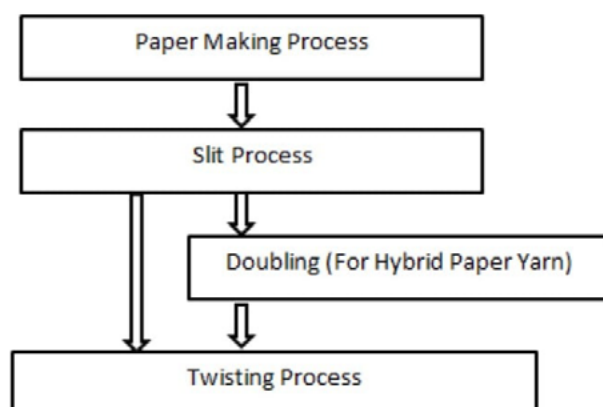 Paper Making Process
Slit Process
Doubling (For Hybrid Paper Yarn)
Twisting Process